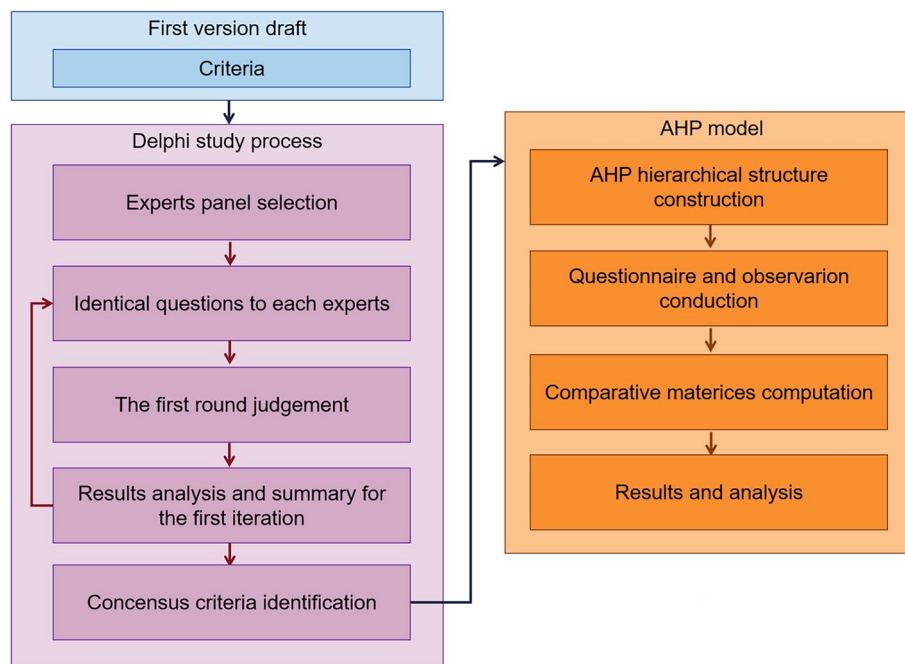 First version draft
Criteria
Delphi study process
Experts panel selection
Identical questions to each experts
The first round judgement
Results analysis and summary for
the first iteration
Concensus criteria identification
AHP model
AHP hierarchical structure
construction
Questionnaire and observarion
conduction
Comparative materices computation
Results and analysis